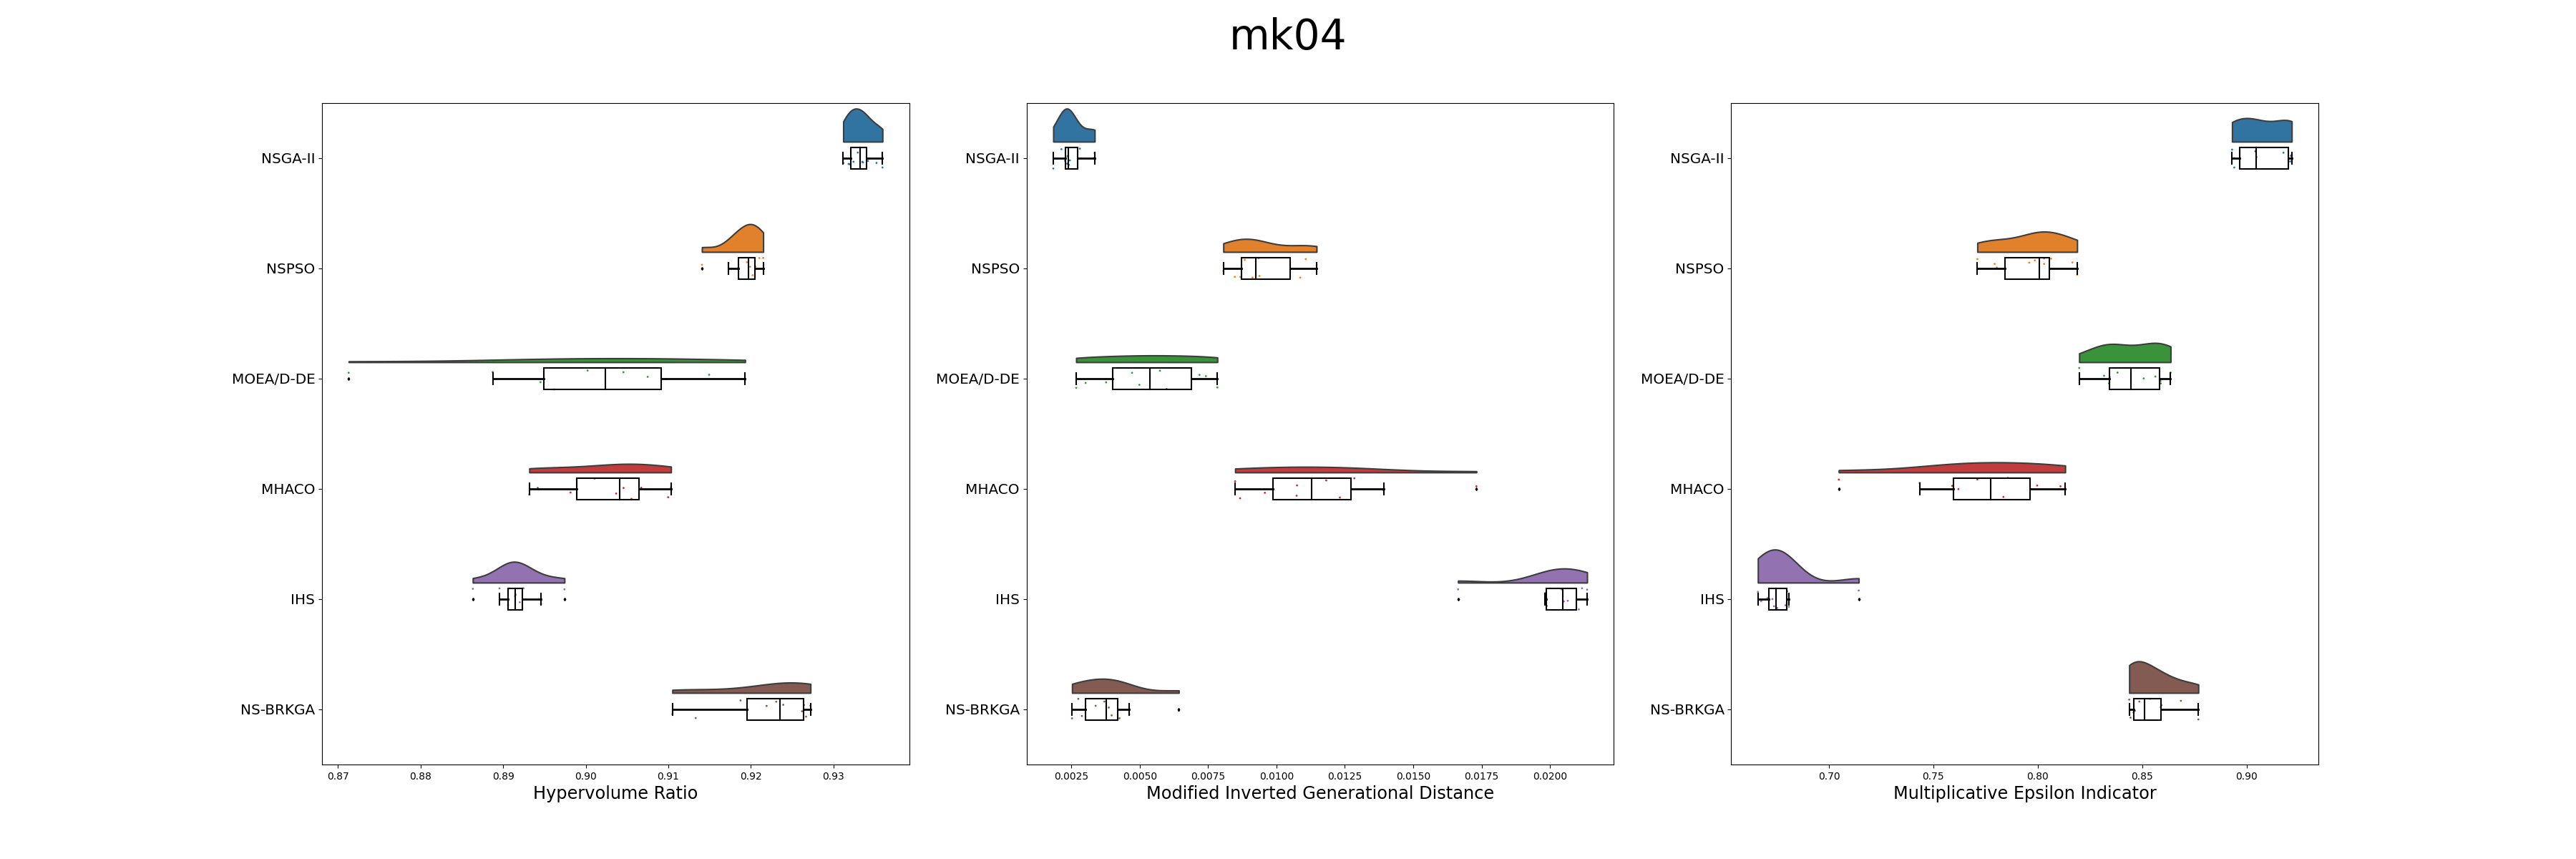 mk04
NSGA-II
NSPSO
MOEA/D-DE
MHACO
IHS
NS-BRKGA
0.87 0.88 0.89 0.90 0.91 0.92 0.93
Hypervolume Ratio
NSGA-II
NSPSO
MOEA/D-DE
MHACO
IHS
NS-BRKGA
0.0025 0.0050 0.0075 0.0100 0.0125 0.0150 0.0175 0.0200
Modified Inverted Generational Distance
NSGA-II
NSPSO
MOEA/D-DE
MHACO
IHS
NS-BRKGA
0.70 0.75 0.80 0.85 0.90
Multiplicative Epsilon Indicator